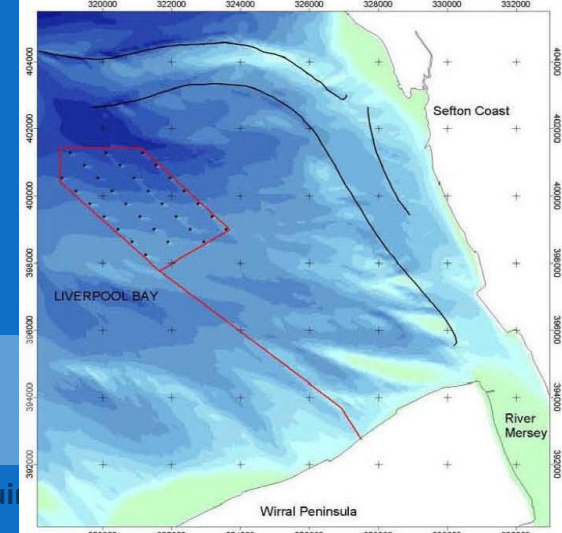 320000 322000 324000 326000 328000 330000 332000
404000 404000
402000 402000
Sefton Coast
400000 400000
398000 398000
LIVERPOOL BAY
396000 396000
394000 394000
River
Mersey
392000 392000
Wirral Peninsula